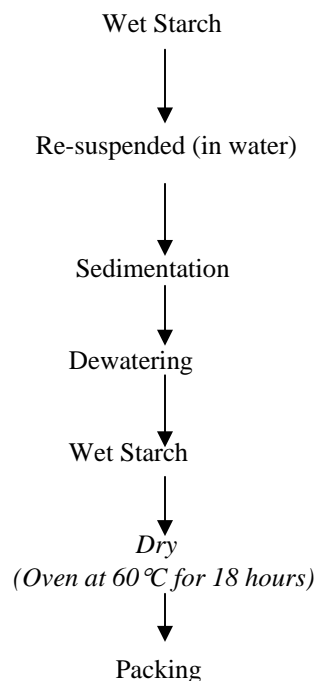 Wet Starch
Re-suspended (in water)
Sedimentation
Dewatering
Wet Starch
Dry
(Oven at 60°C for 18 hours)
Packing